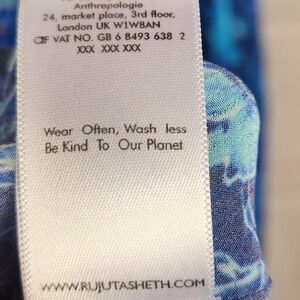 Anthropologie
24, market place, 3rd floor,
London UK W1W8AN
CIF VAT NO. GB 6 8493 638 2
XXX XXX XXX
Wear Often, Wash less
Be Kind To Our Planet
WWW.RUJUTASHETH.COM